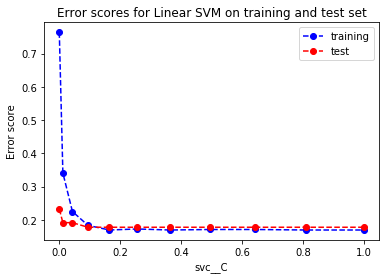 Error scores for Linear SVM on training and test set
training
test
Error score
0.7
0.6
0.5
0.4
0.3
0.2
0.0 0.2 0.4 0.6 0.8 1.0
svc__C